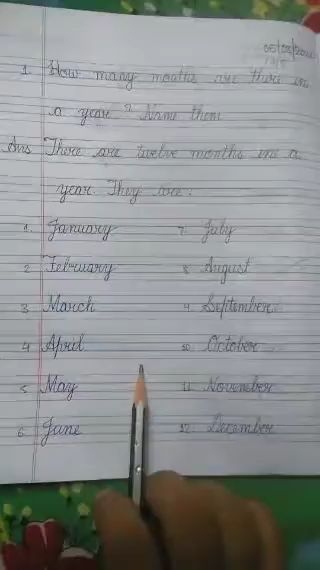 1. How many months are there in
a year? Name them
Ans There are twelve months in a
year. They are.
1. January
2 February
3 March
4 April
5 May
6 June
7. July
8 August
9. September
10. October
11. November
12 December